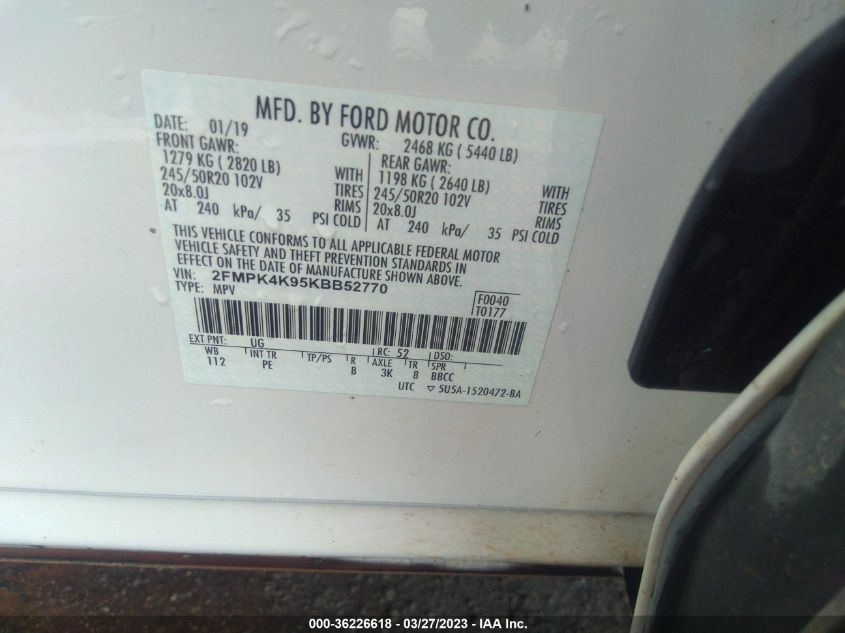 MFD. BY FORD MOTOR CO.
DATE: 01/19 GVWR: 2468 KG ( 5440 LB)
FRONT GAWR: REAR GAWR:
1279 KG ( 2820 LB) WITH 1198 KG ( 2640 LB) WITH
245/50R20 102V TIRES 245/50R20 102V TIRES
20x8.0J RIMS 20x8.0J RIMS
AT 240 kPa/ 35 PSI COLD AT 240 kPa/ 35 PSI COLD
THIS VEHICLE CONFORMS TO ALL APPLICABLE FEDERAL MOTOR
VEHICLE SAFETY AND THEFT PREVENTION STANDARDS IN
EFFECT ON THE DATE OF MANUFACTURE SHOWN ABOVE.
VIN: 2FMPK4K95KBB52770 F0040
TYPE: MPV T0177
EXT PNT: UG RC: 52 DSO:
WB INT TR TP/PS R AXLE TR SPR
112 PE B 3K 8 BBCC
UTC ▽ 5U5A-1520472-BA
000-36226618 / 03/27/2023 / IAA Inc.